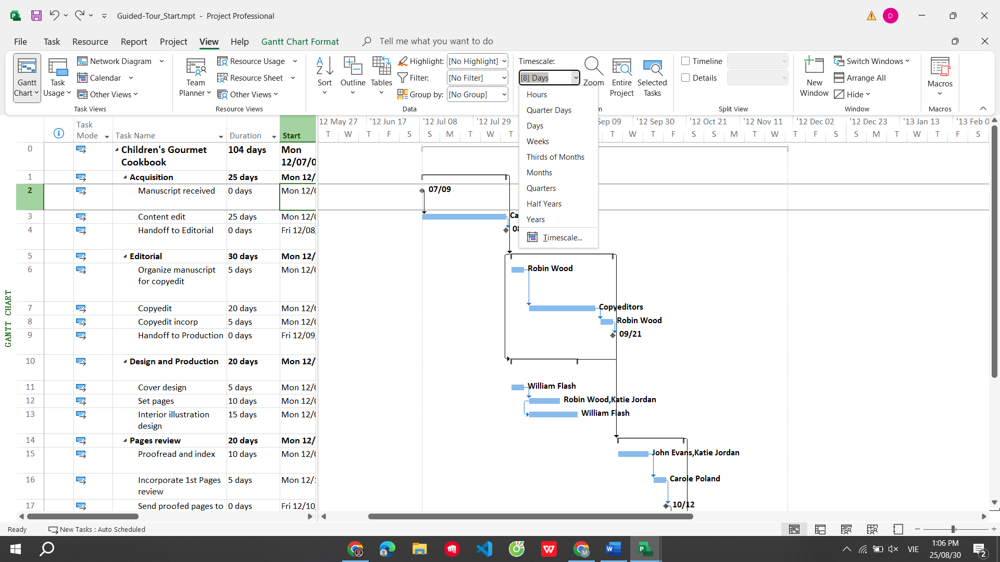 Guided-Tour_Start.mpt - Project Professional
D
File Task Resource Report Project View Help Gantt Chart Format Tell me what you want to do
Gantt Chart
Task Usage
Network Diagram
Calendar
Other Views
Task Views
Team Planner
Resource Usage
Resource Sheet
Other Views
Resource Views
Sort
Outline
Tables
Highlight: [No Highlight]
Filter: [No Filter]
Group by: [No Group]
Data
Timescale:
[8] Days
Zoom
Entire Project
Selected Tasks
Timeline
Details
Split View
New Window
Switch Windows
Arrange All
Hide
Window
Macros
Macros
Hours
Quarter Days
Days
Weeks
Thirds of Months
Months
Quarters
Half Years
Years
Timescale...
Task Mode Task Name Duration Start
12 May 27 '12 Jun 17 '12 Jul 08 '12 Jul 29 Sep 09 '12 Sep 30 '12 Oct 21 '12 Nov 11 '12 Dec 02 '12 Dec 23 '13 Jan 13 '13 Feb 0
T W T F S S M T W T T W T F S S M T W T F S S M T W T F S
GANTT CHART
0 Children's Gourmet Cookbook 104 days Mon 12/07/0
1 Acquisition 25 days Mon 12/
2 Manuscript received 0 days Mon 12/0
07/09
3 Content edit 25 days Mon 12/0
Ca
4 Handoff to Editorial 0 days Fri 12/08/
08
5 Editorial 30 days Mon 12/
6 Organize manuscript for copyedit 5 days Mon 12/0
Robin Wood
7 Copyedit 20 days Mon 12/0
Copyeditors
8 Copyedit incorp 5 days Mon 12/0
Robin Wood
9 Handoff to Production 0 days Fri 12/09/
09/21
10 Design and Production 20 days Mon 12/
11 Cover design 5 days Mon 12/0
William Flash
12 Set pages 10 days Mon 12/0
Robin Wood,Katie Jordan
13 Interior illustration design 15 days Mon 12/0
William Flash
14 Pages review 20 days Mon 12/
15 Proofread and index 10 days Mon 12/0
John Evans,Katie Jordan
16 Incorporate 1st Pages review 5 days Mon 12/1
Carole Poland
17 Send proofed pages to 0 days Fri 12/10/
10/12
Ready New Tasks : Auto Scheduled
VIE
1:06 PM
25/08/30
2